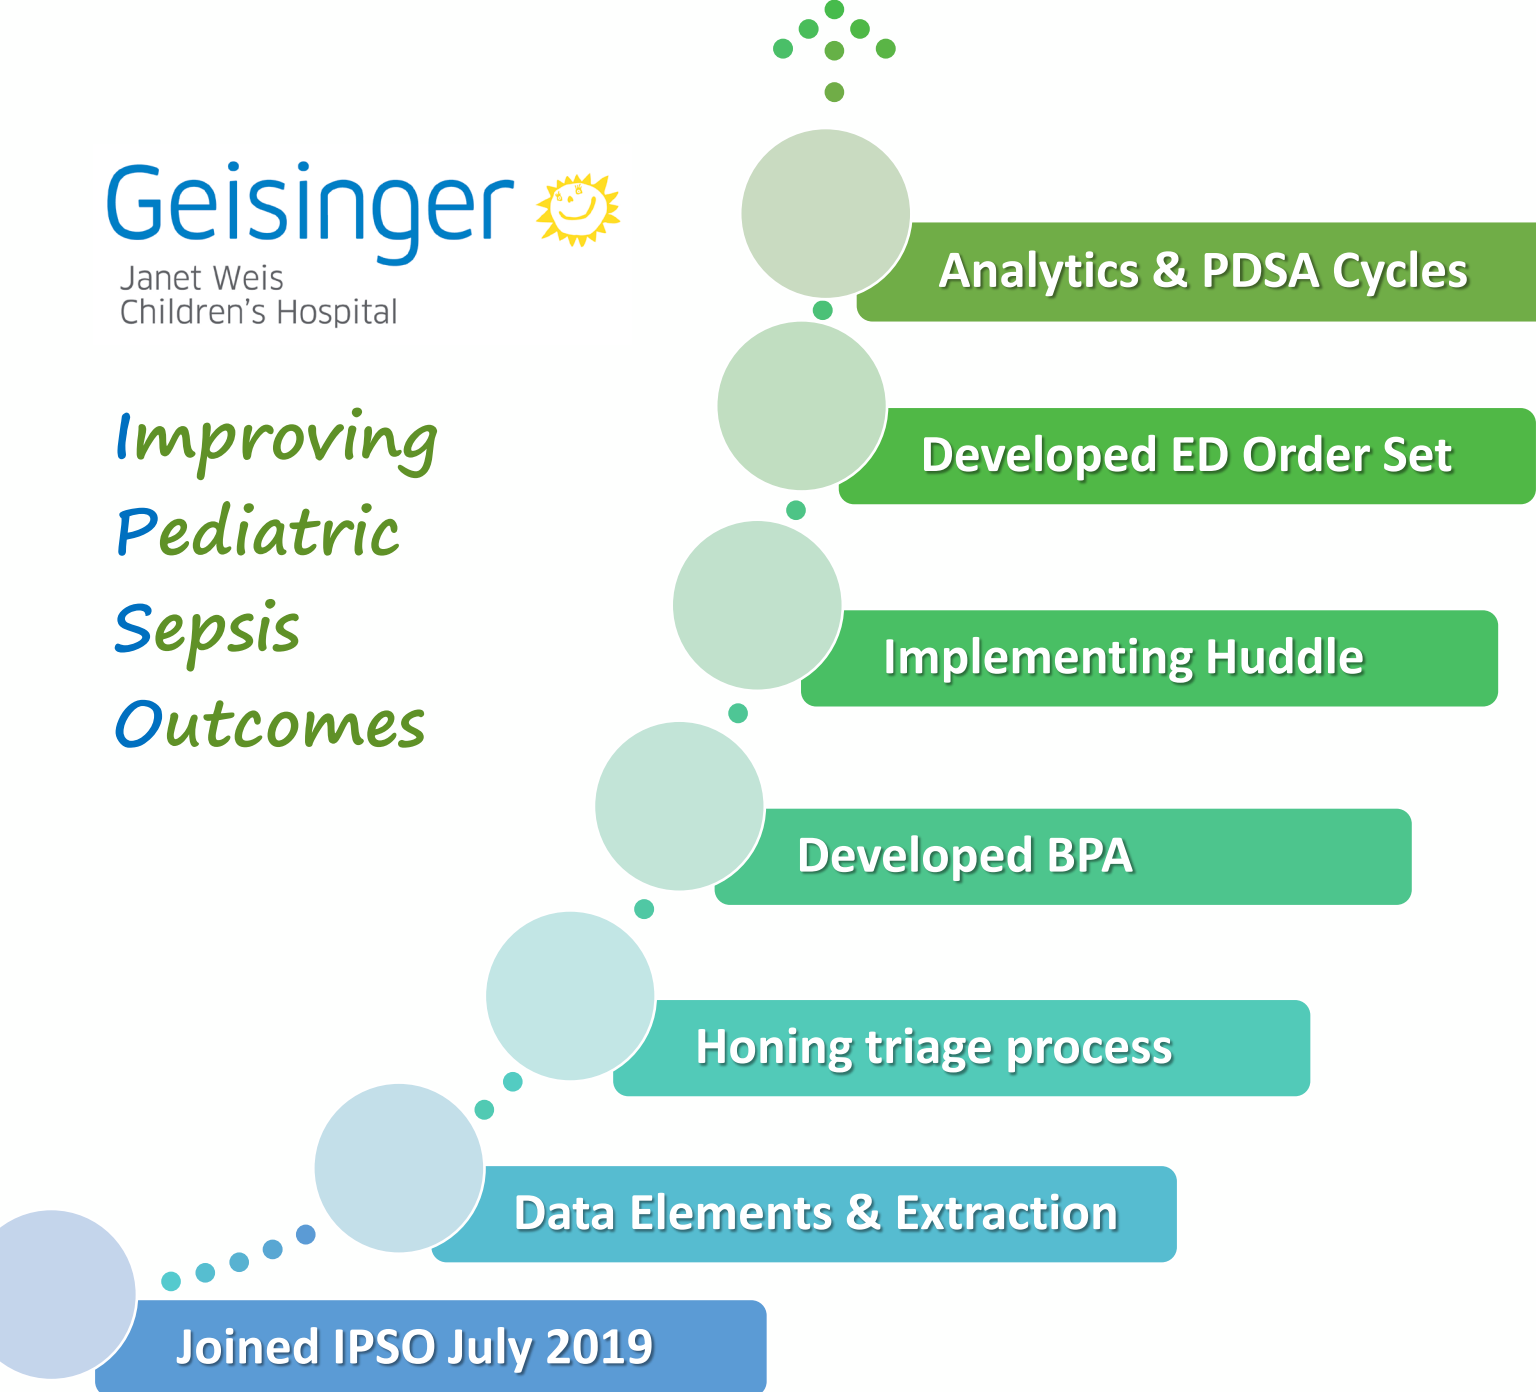 Geisinger
Janet Weis
Children's Hospital
Improving
Pediatric
Sepsis
Outcomes
Analytics & PDSA Cycles
Developed ED Order Set
Implementing Huddle
Developed BPA
Honing triage process
Data Elements & Extraction
Joined IPSO July 2019